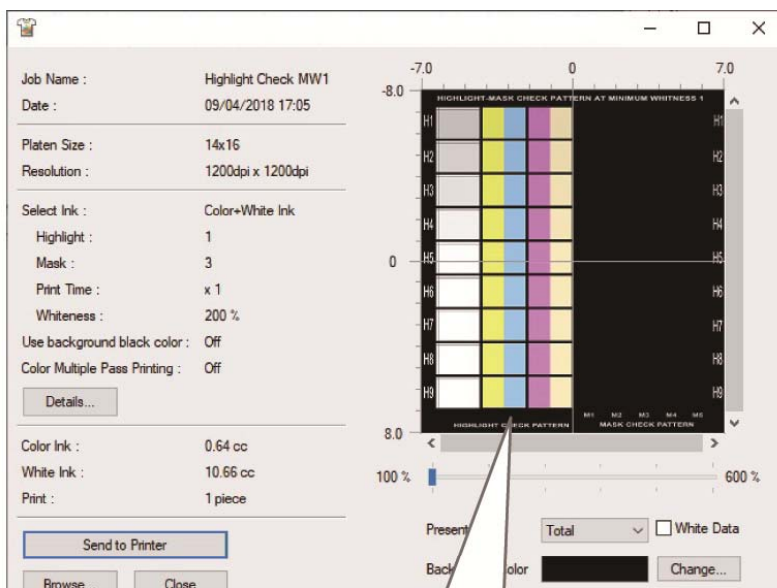 Job Name : Highlight Check MW1
Date : 09/04/2018 17:05
Platen Size : 14x16
Resolution : 1200dpi x 1200dpi
Select Ink : Color+White Ink
Highlight : 1
Mask : 3
Print Time : x 1
Whiteness : 200 %
Use background black color : Off
Color Multiple Pass Printing : Off
Details...
Color Ink : 0.64 cc
White Ink : 10.66 cc
Print : 1 piece
Send to Printer
Browse Close
-7.0 0 7.0
-8.0
0
8.0
HIGHLIGHT-MASK CHECK PATTERN AT MINIMUM WHITNESS 1
H1 H1
H2 H2
H3 H3
H4 H4
H5 H5
H6 H6
H7 H7
H8 H8
H9 H9
M1 M2 M3 M4 M5
HIGHLIGHT CHECK PATTERN MASK CHECK PATTERN
100 % 600 %
Total White Data
Change...